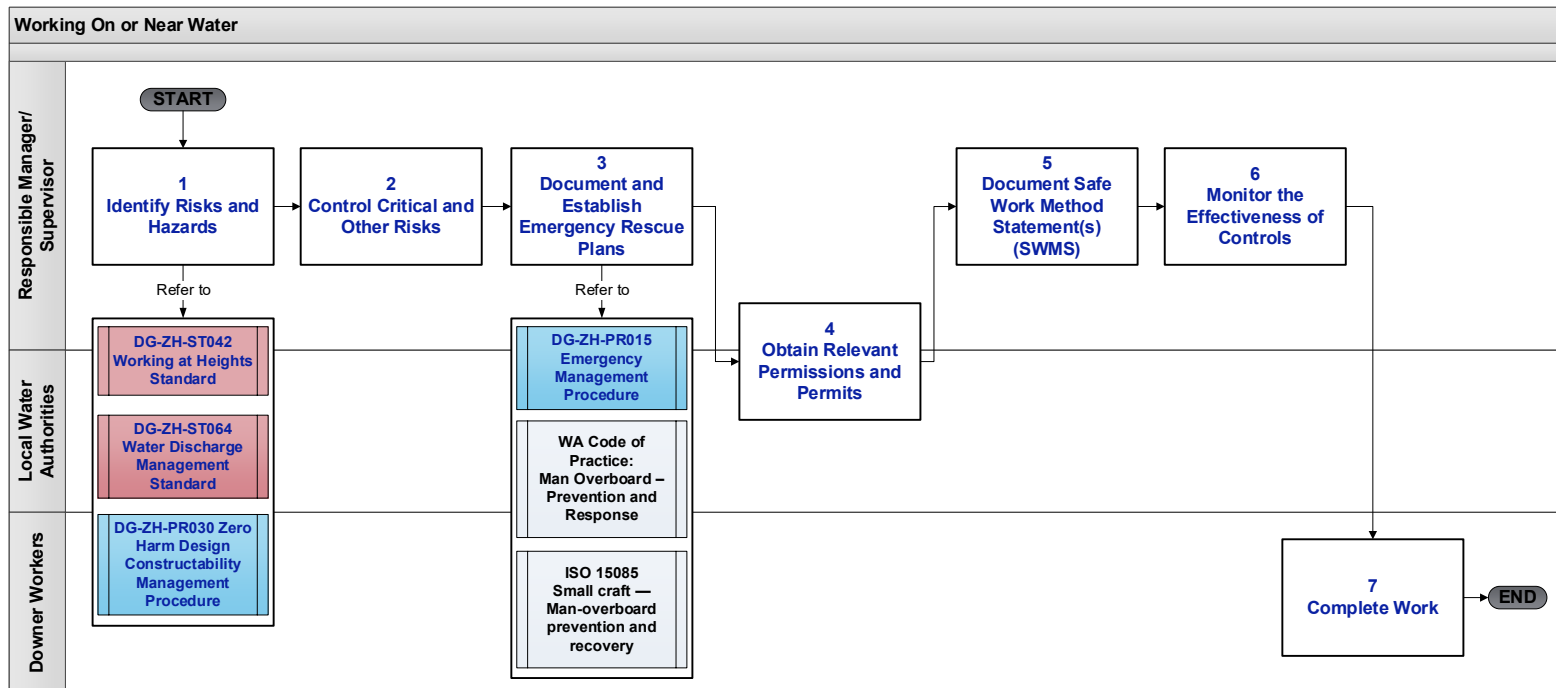 Working On or Near Water
Responsible Manager/
Supervisor
START
1
Identify Risks and
Hazards
2
Control Critical and
Other Risks
3
Document and
Establish
Emergency Rescue
Plans
5
Document Safe
Work Method
Statement(s)
(SWMS)
6
Monitor the
Effectiveness of
Controls
Refer to
Refer to
4
Obtain Relevant
Permissions and
Permits
DG-ZH-ST042
Working at Heights
Standard
DG-ZH-ST064
Water Discharge
Management
Standard
DG-ZH-PR030 Zero
Harm Design
Constructability
Management
Procedure
DG-ZH-PR015
Emergency
Management
Procedure
WA Code of
Practice:
Man Overboard –
Prevention and
Response
ISO 15085
Small craft —
Man-overboard
prevention and
recovery
Local Water
Authorities
Downer Workers
7
Complete Work
END